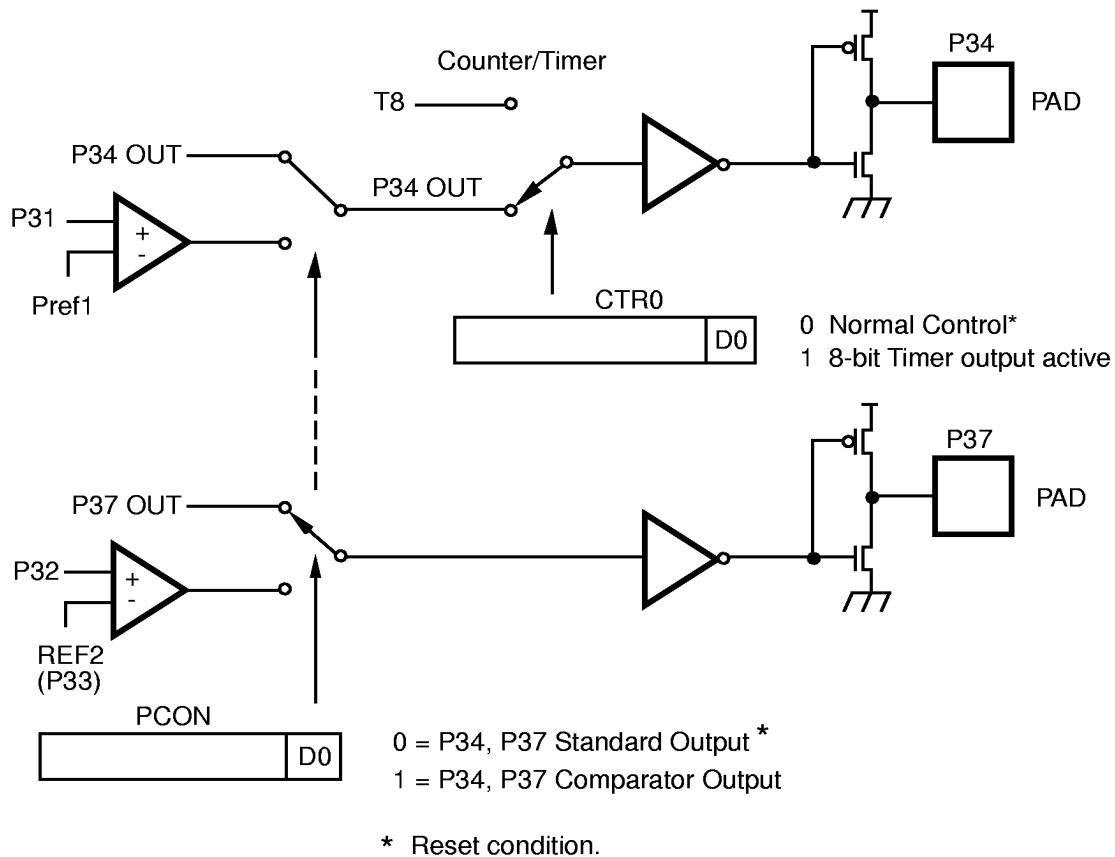 P34
Counter/Timer
T8
PAD
P34 OUT
P34 OUT
P31
+
-
Pref1
CTR0
D0
0 Normal Control*
1 8-bit Timer output active
P37
P37 OUT
PAD
P32
+
-
REF2
(P33)
PCON
D0
0 = P34, P37 Standard Output *
1 = P34, P37 Comparator Output
* Reset condition.